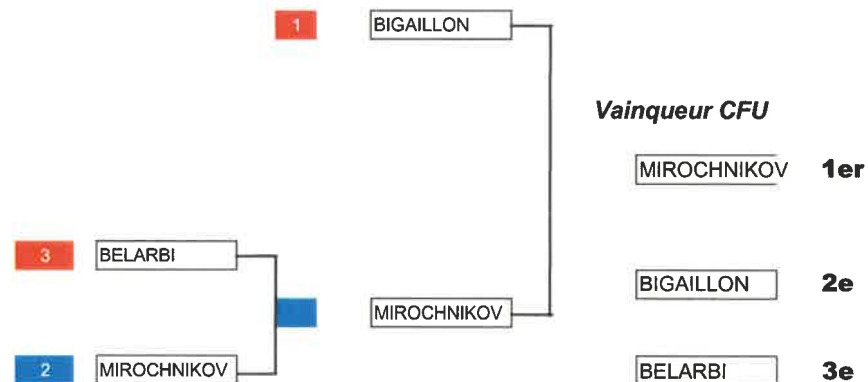 1 BIGAILLON
Vainqueur CFU
MIROCHNIKOV 1er
3 BELARBI
BIGAILLON 2e
MIROCHNIKOV
2 MIROCHNIKOV
BELARBI 3e